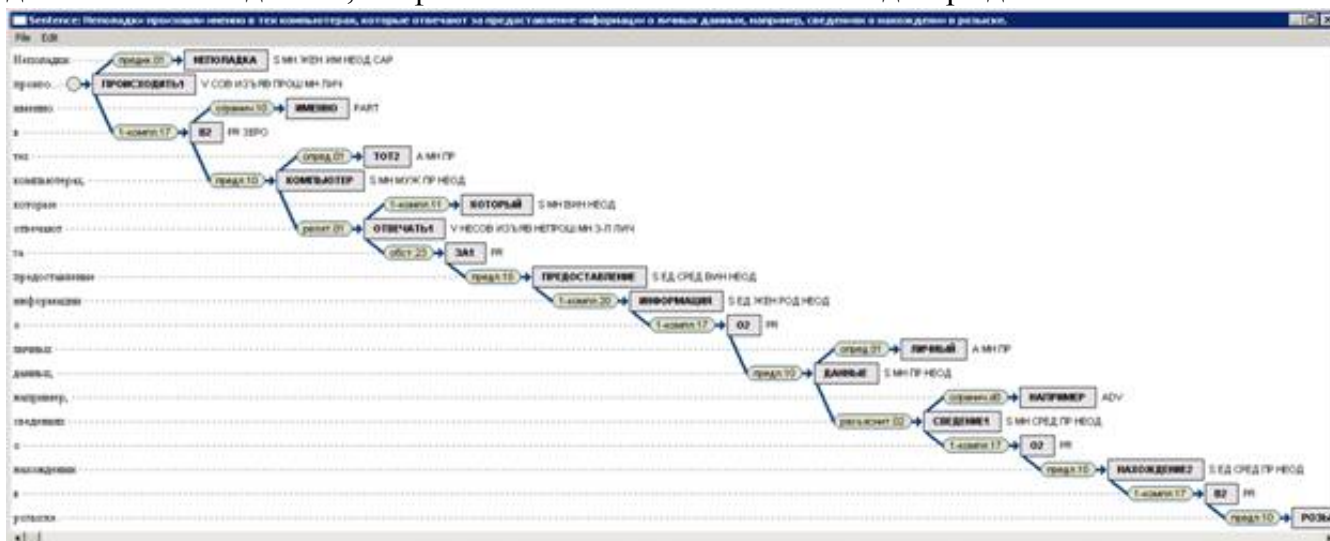 Sentence: Неполадки произошли именно в тех компьютерах, которые отвечают за предоставление информации о личных данных, например, сведениях о нахождении в розыске.
File Edit
Неполадки предик.01 НЕПОЛАДКА S МН ЖЕН ИМ НЕОД CAP
произо... ПРОИСХОДИТЬ1 V СОВ ИЗЪЯВ ПРОШ МН ЛИЧ
именно огранич.10 ИМЕННО PART
в 1-компл.17 В2 PR ЗЕРО
тех опред.01 ТОТ2 A МН ПР
компьютерах, предл.10 КОМПЬЮТЕР S МН МУЖ ПР НЕОД
которые 1-компл.11 КОТОРЫЙ S МН ВИН НЕОД
отвечают релят.01 ОТВЕЧАТЬ1 V НЕСОВ ИЗЪЯВ НЕПРОШ МН 3-Л ЛИЧ
за обст.23 ЗА1 PR
предоставление предл.10 ПРЕДОСТАВЛЕНИЕ S ЕД СРЕД ВИН НЕОД
информации 1-компл.20 ИНФОРМАЦИЯ S ЕД ЖЕН РОД НЕОД
о 1-компл.17 О2 PR
личных опред.01 ЛИЧНЫЙ A МН ПР
данных, предл.10 ДАННЫЕ S МН ПР НЕОД
например, огранич.40 НАПРИМЕР ADV
сведениях разъяснит.02 СВЕДЕНИЕ1 S МН СРЕД ПР НЕОД
о 1-компл.17 О2 PR
нахождении предл.10 НАХОЖДЕНИЕ2 S ЕД СРЕД ПР НЕОД
в 1-компл.17 В2 PR
розыске предл.10 РОЗЫ